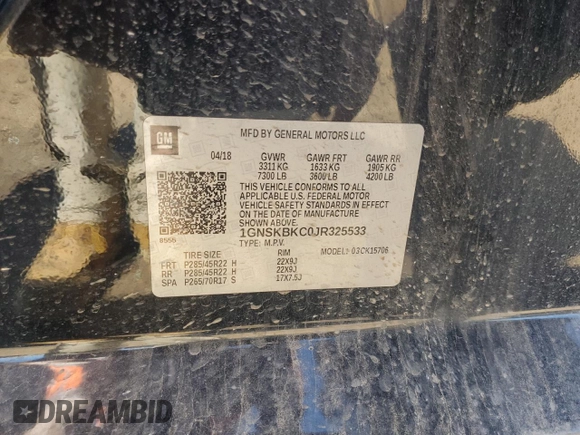 GM
MFD BY GENERAL MOTORS LLC
04/18 GVWR GAWR FRT GAWR RR
3311 KG 1633 KG 1905 KG
7300 LB 3600 LB 4200 LB
THIS VEHICLE CONFORMS TO ALL
APPLICABLE U.S. FEDERAL MOTOR
VEHICLE SAFETY STANDARDS IN EFFECT
ON THE DATE OF MANUFACTURE SHOWN ABOVE.
1GNSKBKC0JR325533
TYPE: M.P.V. MODEL: 03CK15706
8555
TIRE SIZE RIM
FRT P285/45R22 H 22X9J
RR P285/45R22 H 22X9J
SPA P265/70R17 S 17X7.5J
DREAMBID